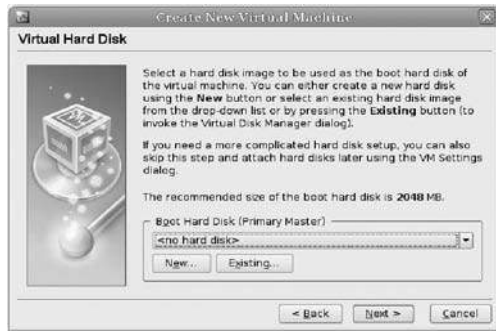 Create New Virtual Machine
Virtual Hard Disk
Select a hard disk image to be used as the boot hard disk of
the virtual machine. You can either create a new hard disk
using the New button or select an existing hard disk image
from the drop-down list or by pressing the Existing button (to
invoke the Virtual Disk Manager dialog).
If you need a more complicated hard disk setup, you can also
skip this step and attach hard disks later using the VM Settings
dialog.
The recommended size of the boot hard disk is 2048 MB.
Boot Hard Disk (Primary Master)
<no hard disk>
New... Existing...
< Back Next > Cancel